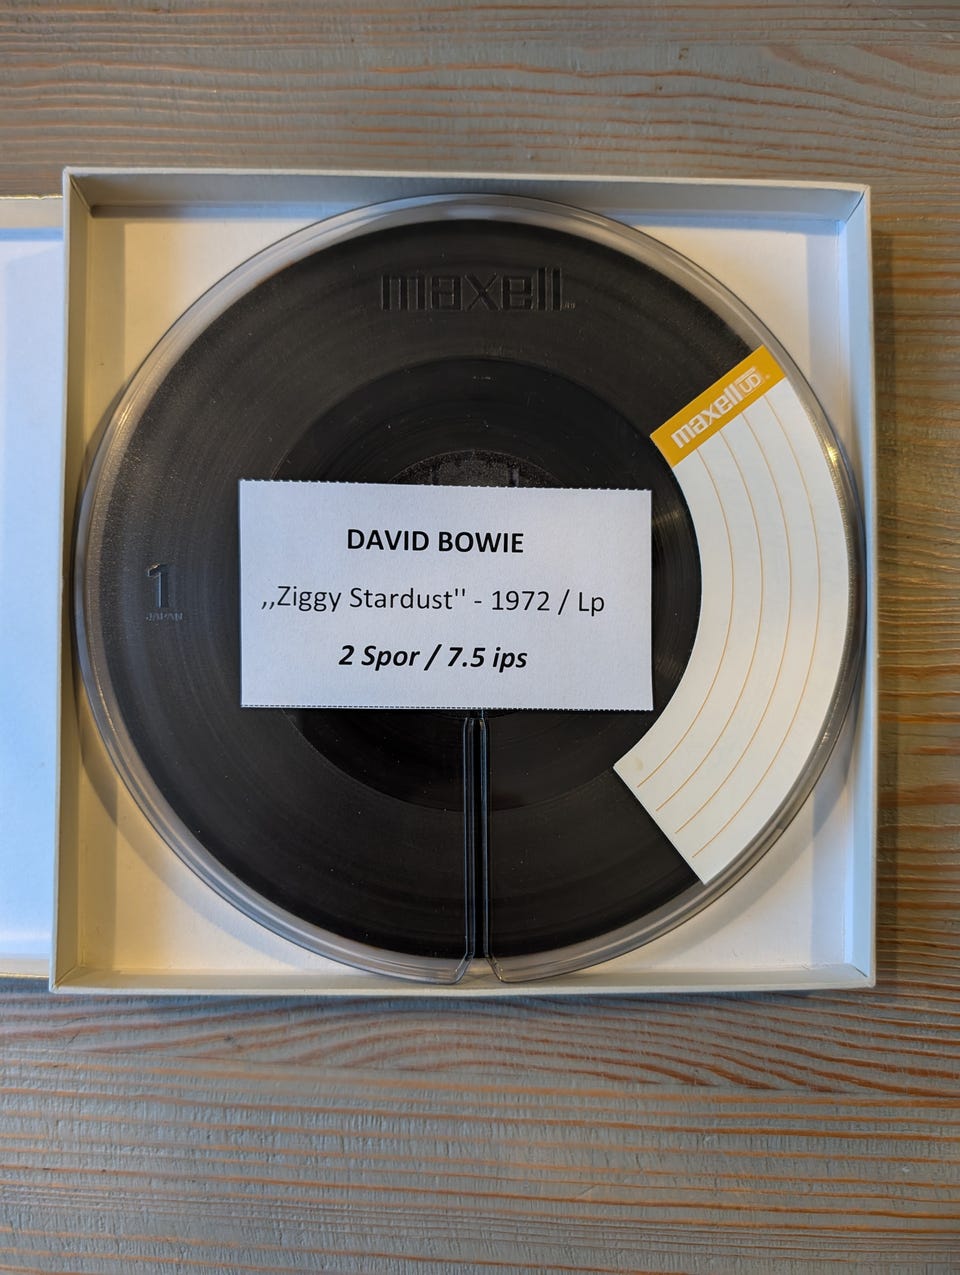 maxell
maxell UD
DAVID BOWIE
,,Ziggy Stardust'' - 1972 / Lp
2 Spor / 7.5 ips
1
JAPAN